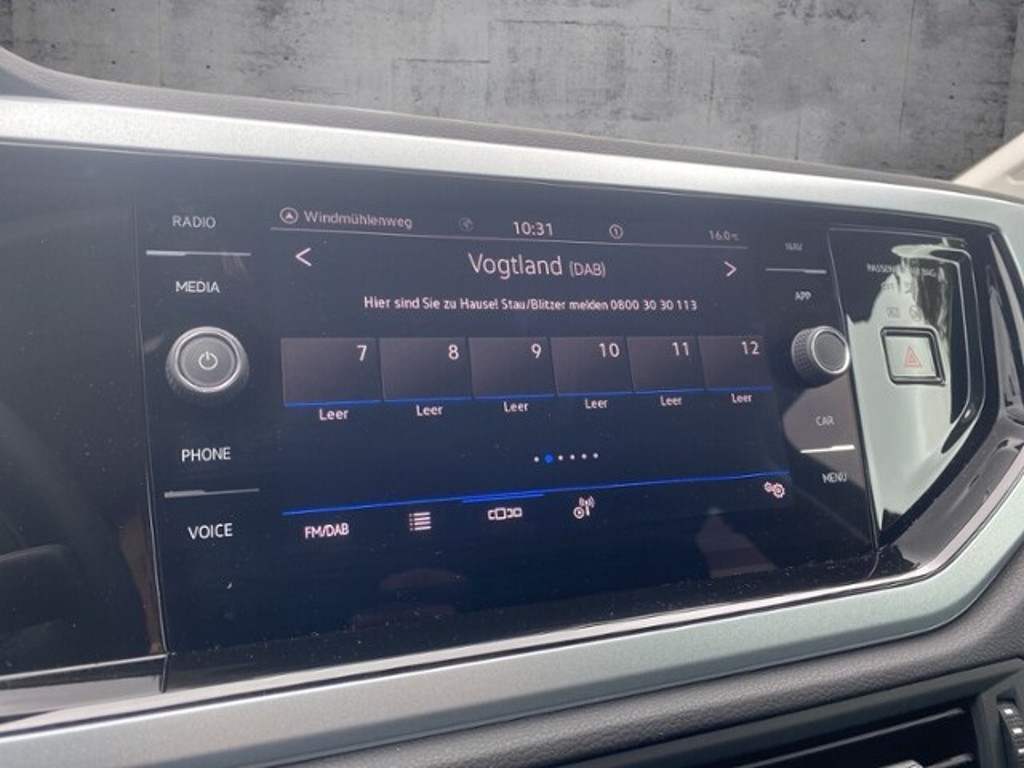 RADIO
MEDIA
PHONE
VOICE
Windmühlenweg 10:31 16.0°C
< Vogtland (DAB) >
Hier sind Sie zu Hause! Stau/Blitzer melden 0800 30 30 113
7 8 9 10 11 12
Leer Leer Leer Leer Leer Leer
FM/DAB
NAV
APP
CAR
MENU